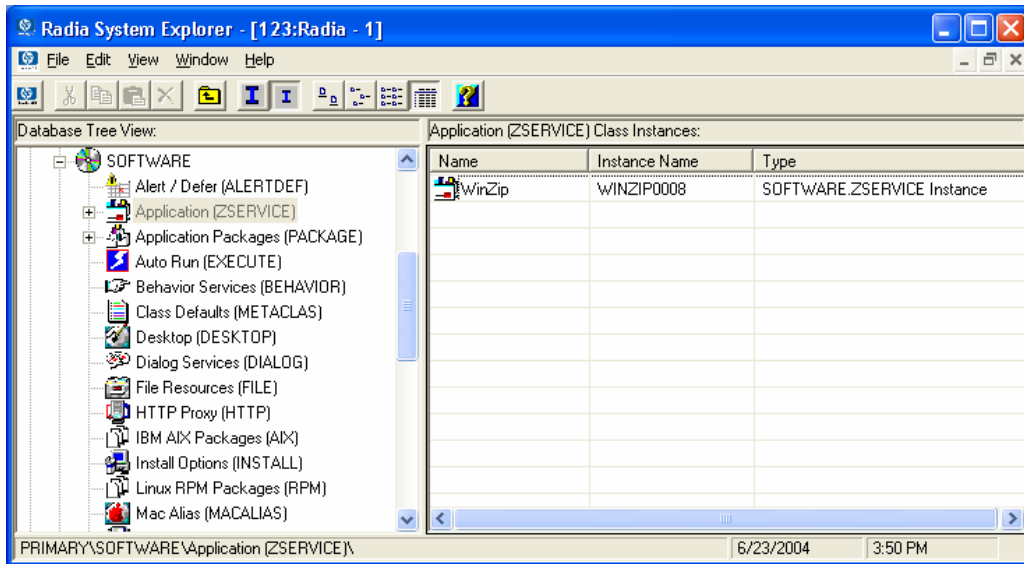 Radia System Explorer - [123:Radia - 1]
File Edit View Window Help
Database Tree View:
SOFTWARE
Alert / Defer (ALERTDEF)
Application (ZSERVICE)
Application Packages (PACKAGE)
Auto Run (EXECUTE)
Behavior Services (BEHAVIOR)
Class Defaults (METACLAS)
Desktop (DESKTOP)
Dialog Services (DIALOG)
File Resources (FILE)
HTTP Proxy (HTTP)
IBM AIX Packages (AIX)
Install Options (INSTALL)
Linux RPM Packages (RPM)
Mac Alias (MACALIAS)
Application (ZSERVICE) Class Instances:
Name Instance Name Type
WinZip WINZIP0008 SOFTWARE.ZSERVICE Instance
PRIMARY\SOFTWARE\Application (ZSERVICE)\ 6/23/2004 3:50 PM